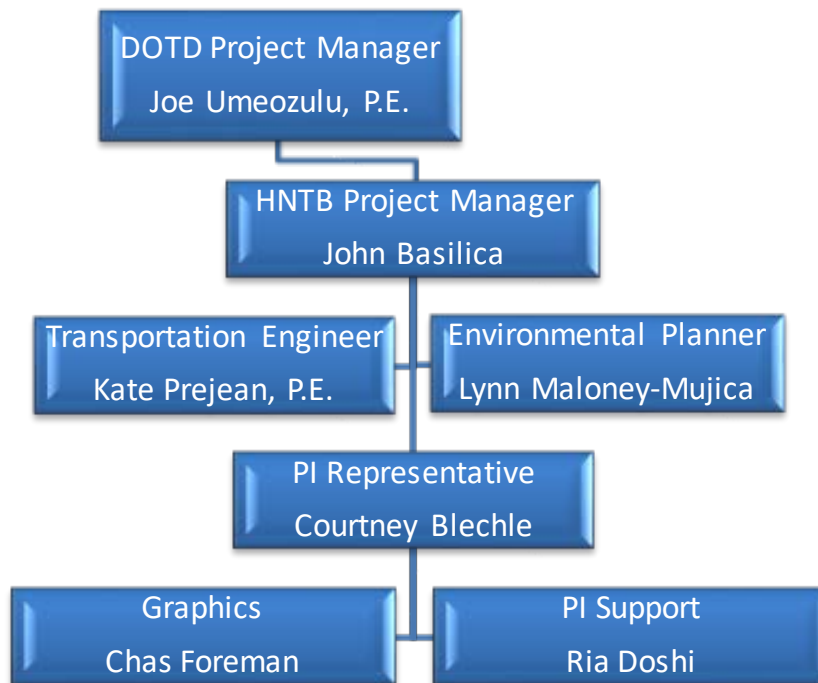 DOTD Project Manager
Joe Umeozulu, P.E.
HNTB Project Manager
John Basilica
Transportation Engineer
Kate Prejean, P.E.
Environmental Planner
Lynn Maloney-Mujica
PI Representative
Courtney Blechle
Graphics
Chas Foreman
PI Support
Ria Doshi